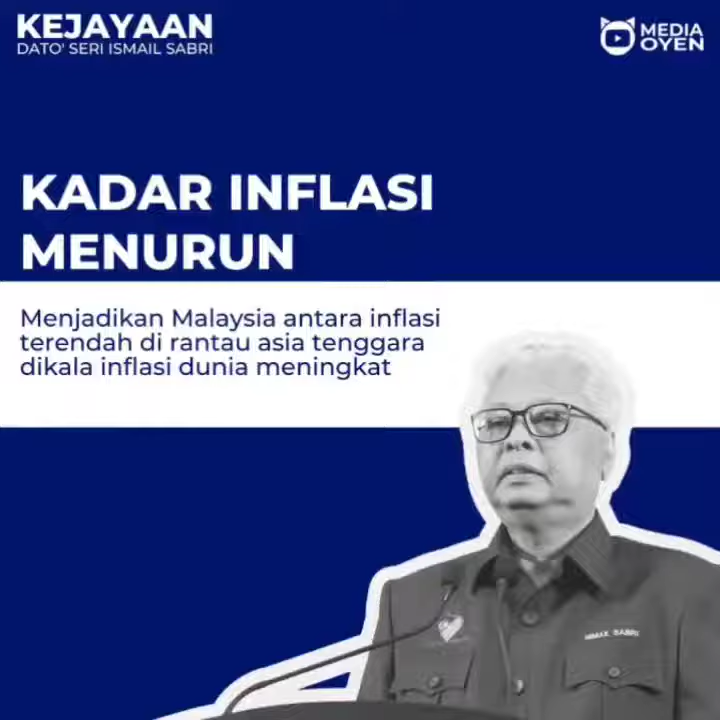 KEJAYAAN
DATO' SERI ISMAIL SABRI
MEDIA
OYEN
KADAR INFLASI
MENURUN
Menjadikan Malaysia antara inflasi
terendah di rantau asia tenggara
dikala inflasi dunia meningkat
SABRI